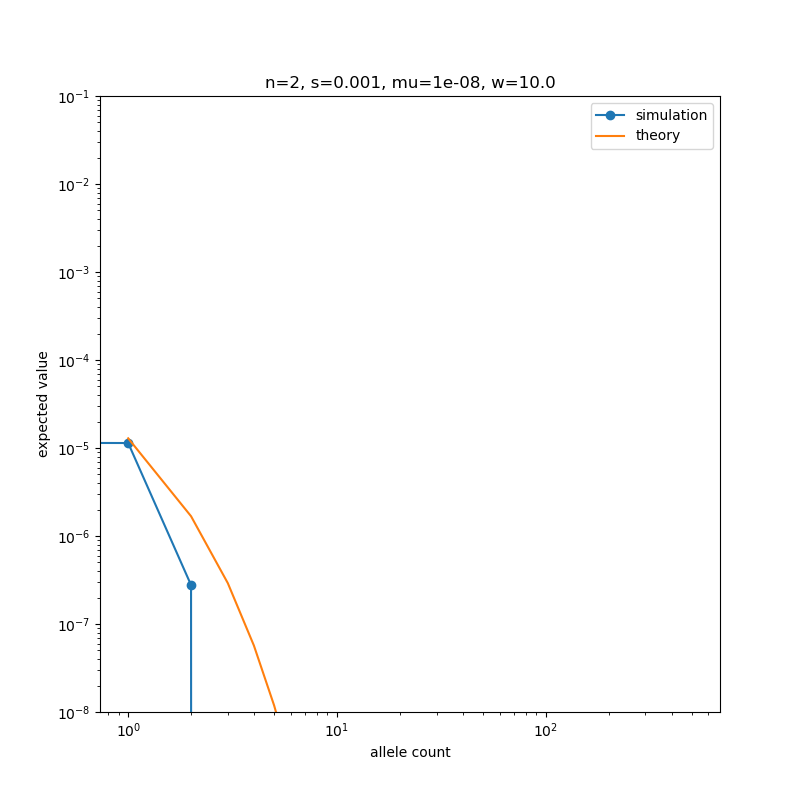 n=2, s=0.001, mu=1e-08, w=10.0
simulation
theory
10⁻¹
10⁻²
10⁻³
10⁻⁴
10⁻⁵
10⁻⁶
10⁻⁷
10⁻⁸
expected value
10⁰ 10¹ 10²
allele count